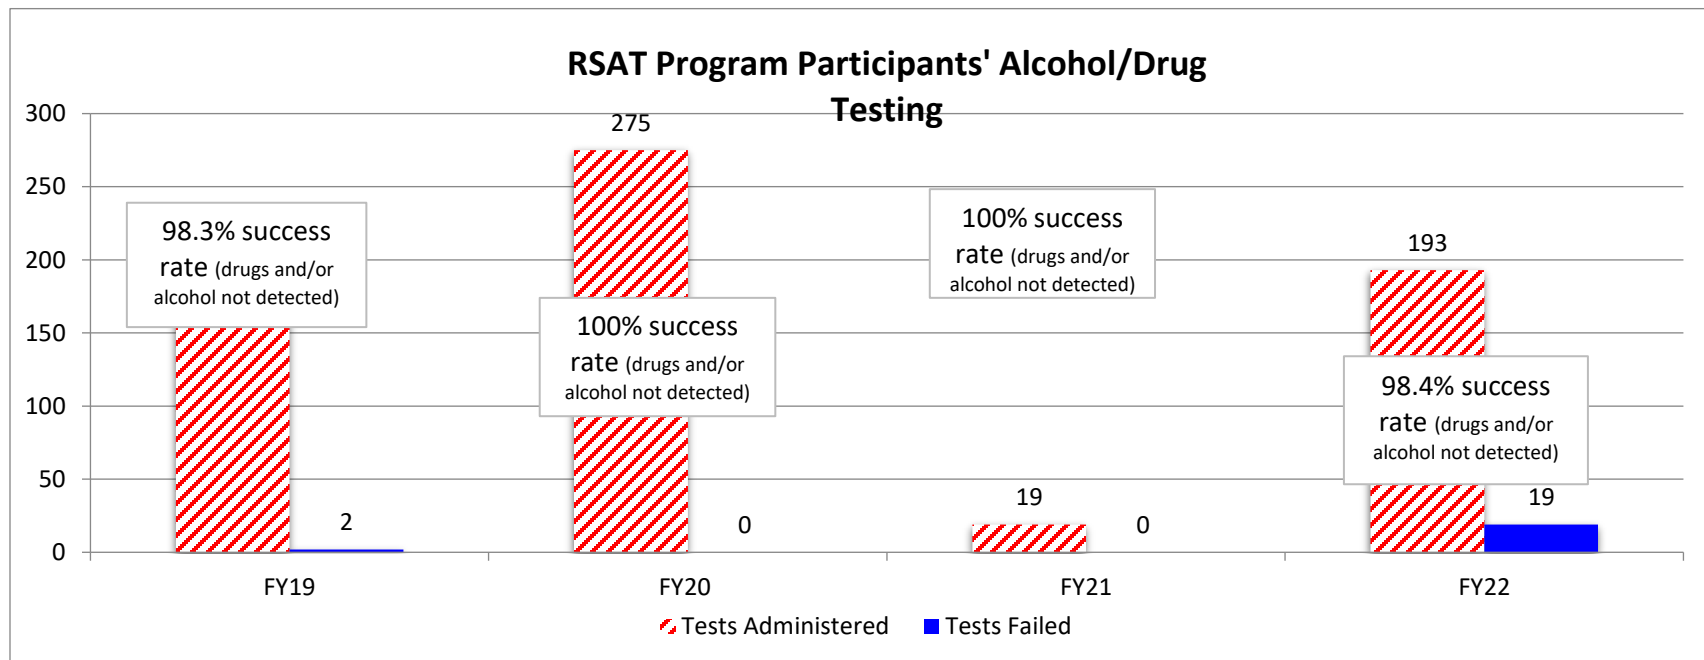 RSAT Program Participants' Alcohol/Drug
Testing
300
250
200
150
100
50
0
275
193
2
0
19
0
19
98.3% success
rate (drugs and/or
alcohol not detected)
100% success
rate (drugs and/or
alcohol not detected)
100% success
rate (drugs and/or
alcohol not detected)
98.4% success
rate (drugs and/or
alcohol not detected)
FY19
FY20
FY21
FY22
Tests Administered
Tests Failed